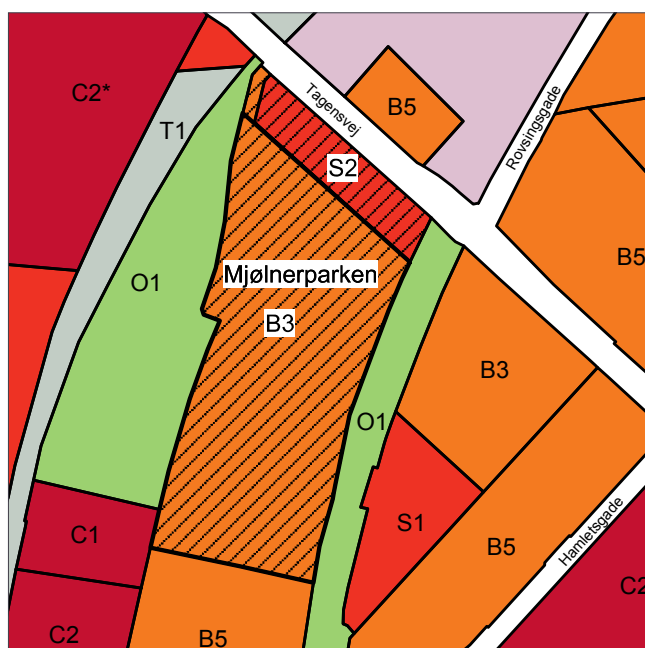 C2*
T1
Tagensvej
B5
Rovsingsgade
S2
B5
O1
Mjølnerparken
B3
B3
O1
C1
S1
B5
Hamletsgade
C2
C2
B5